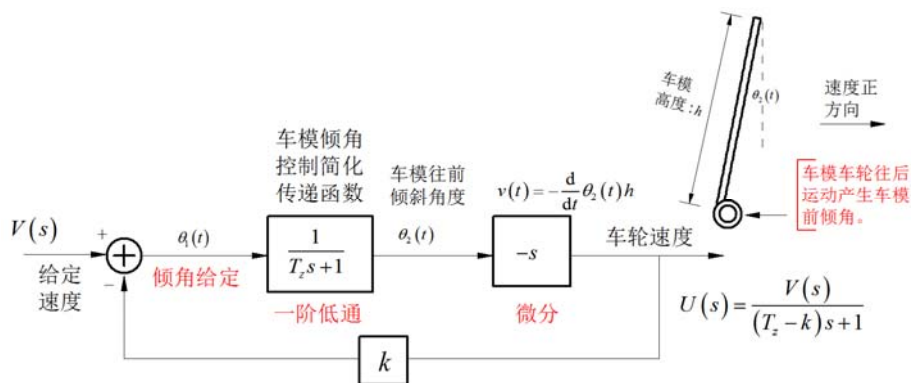 车模
高度:h
θ₂(t)
速度正
方向
车模车轮往后
运动产生车模
前倾角。
车模倾角
控制简化
传递函数
车模往前
倾斜角度
v(t)=-d/dt θ₂(t)h
V(s)
+
−
给定
速度
θ₁(t)
倾角给定
1/(T_z s+1)
一阶低通
θ₂(t)
-s
微分
车轮速度
U(s)=V(s)/((T_z-k)s+1)
k